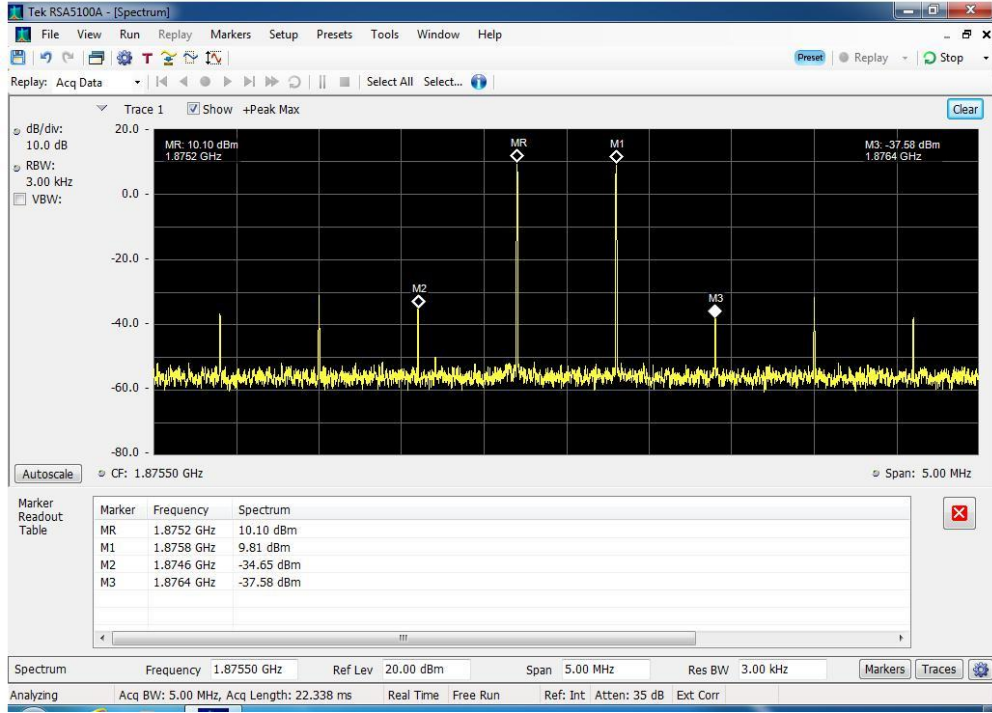 Tek RSA5100A - [Spectrum]
File View Run Replay Markers Setup Presets Tools Window Help
Preset Replay Stop
Replay: Acq Data Select All Select...
Trace 1 Show +Peak Max Clear
dB/div:
10.0 dB
RBW:
3.00 kHz
VBW:
20.0
0.0
-20.0
-40.0
-60.0
-80.0
MR: 10.10 dBm
1.8752 GHz
MR
M1
M3: -37.58 dBm
1.8764 GHz
M2
M3
Autoscale CF: 1.87550 GHz Span: 5.00 MHz
Marker
Readout
Table
Marker Frequency Spectrum
MR 1.8752 GHz 10.10 dBm
M1 1.8758 GHz 9.81 dBm
M2 1.8746 GHz -34.65 dBm
M3 1.8764 GHz -37.58 dBm
Spectrum Frequency 1.87550 GHz Ref Lev 20.00 dBm Span 5.00 MHz Res BW 3.00 kHz Markers Traces
Analyzing Acq BW: 5.00 MHz, Acq Length: 22.338 ms Real Time Free Run Ref: Int Atten: 35 dB Ext Corr